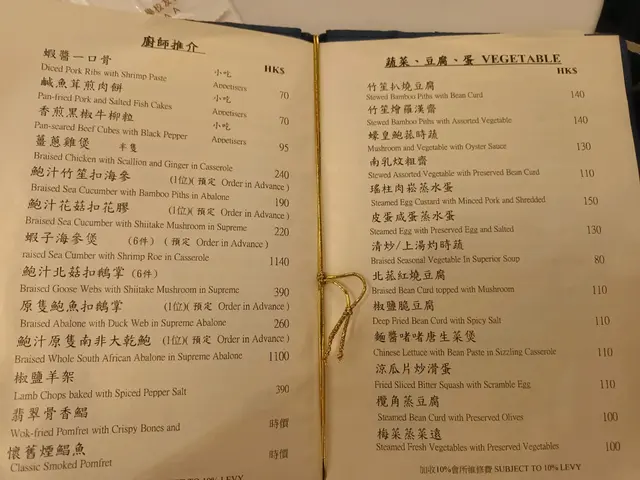 廚師推介
HK$
蝦醬一口骨 小吃
Diced Pork Ribs with Shrimp Paste Appetisers 70
鹹魚茸煎肉餅 小吃
Pan-fried Pork and Salted Fish Cakes Appetisers 70
香煎黑椒牛柳粒 小吃
Pan-seared Beef Cubes with Black Pepper Appetisers 95
薑蔥雞煲 半隻
Braised Chicken with Scallion and Ginger in Casserole 240
鮑汁竹笙扣海參 (1位)( 預定 Order in Advance )
Braised Sea Cucumber with Bamboo Piths in Abalone 190
鮑汁花菇扣花膠 (1位)( 預定 Order in Advance )
Braised Sea Cucumber with Shiitake Mushroom in Supreme 220
蝦子海參煲 (6件) ( 預定 Order in Advance )
raised Sea Cucumber with Shrimp Roe in Casserole 1140
鮑汁北菇扣鵝掌 (6件)
Braised Goose Webs with Shiitake Mushroom in Supreme 390
原隻鮑魚扣鵝掌 (1位)( 預定 Order in Advance )
Braised Abalone with Duck Web in Supreme Abalone 260
鮑汁原隻南非大乾鮑 (1位)( 預定 Order in Advance )
Braised Whole South African Abalone in Supreme Abalone 1100
椒鹽羊架
Lamb Chops baked with Spiced Pepper Salt 390
翡翠骨香鯧
Wok-fried Pomfret with Crispy Bones and 時價
懷舊煙鯧魚
Classic Smoked Pomfret 時價
TO 10% LEVY
蔬菜、豆腐、蛋 VEGETABLE
HK$
竹笙扒燒豆腐
Stewed Bamboo Piths with Bean Curd 140
竹笙燴羅漢齋
Stewed Bamboo Piths with Assorted Vegetable 140
蠔皇鮑菇時蔬
Mushroom and Vegetable with Oyster Sauce 130
南乳炆粗齋
Stewed Assorted Vegetable with Preserved Bean Curd 110
瑤柱肉崧蒸水蛋
Steamed Egg Custard with Minced Pork and Shredded 150
皮蛋咸蛋蒸水蛋
Steamed Egg with Preserved Egg and Salted 130
清炒/上湯灼時蔬
Braised Seasonal Vegetable In Superior Soup 80
北菇紅燒豆腐
Braised Bean Curd topped with Mushroom 110
椒鹽脆豆腐
Deep Fried Bean Curd with Spicy Salt 110
麵醬啫啫唐生菜煲
Chinese Lettuce with Bean Paste in Sizzling Casserole 110
涼瓜片炒滑蛋
Fried Sliced Bitter Squash with Scramble Egg 110
欖角蒸豆腐
Steamed Bean Curd with Preserved Olives 100
梅菜蒸菜遠
Steamed Fresh Vegetables with Preserved Vegetables 100
加收10%會所維修費 SUBJECT TO 10% LEVY